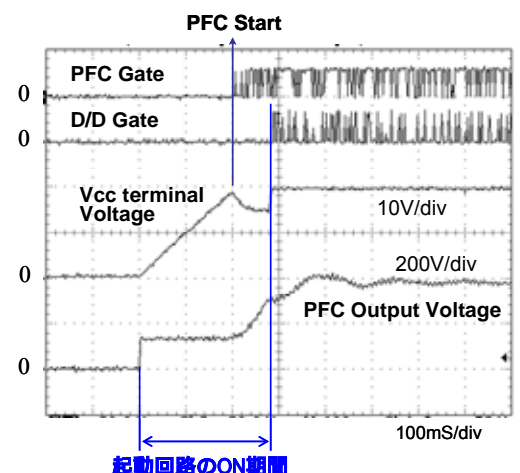 PFC Start
PFC Gate
0
D/D Gate
0
Vcc terminal
Voltage
10V/div
0
200V/div
PFC Output Voltage
0
100mS/div
起動回路のON期間